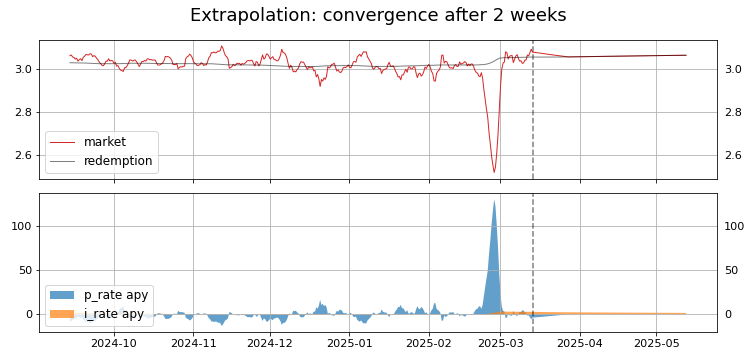 Extrapolation: convergence after 2 weeks
3.0 3.0
2.8 2.8
2.6 2.6
market
redemption
100 100
50 50
0 0
p_rate apy
i_rate apy
2024-10 2024-11 2024-12 2025-01 2025-02 2025-03 2025-04 2025-05